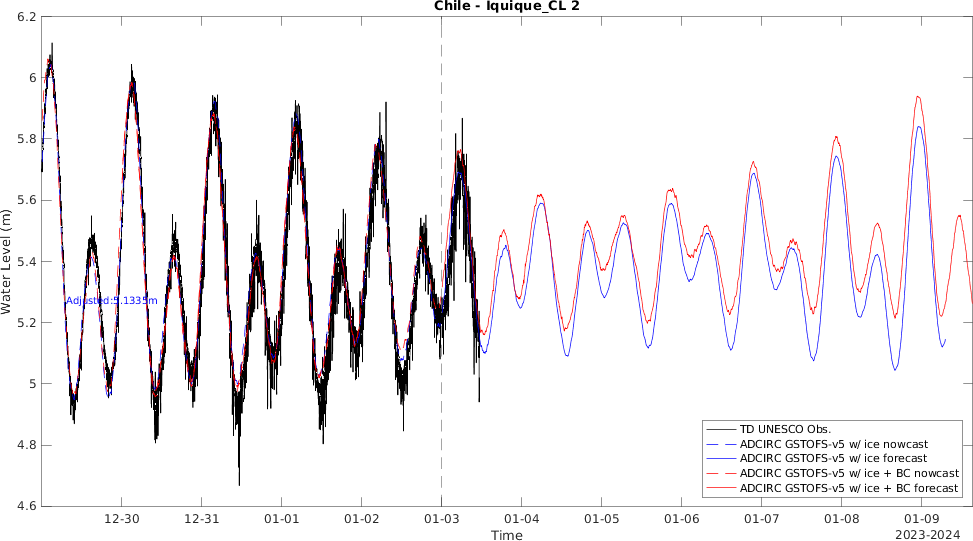 Chile - Iquique_CL 2
6.2
6
5.8
5.6
5.4
5.2
5
4.8
4.6
Water Level (m)
Adjusted:5.1335m
TD UNESCO Obs.
ADCIRC GSTOFS-v5 w/ ice nowcast
ADCIRC GSTOFS-v5 w/ ice forecast
ADCIRC GSTOFS-v5 w/ ice + BC nowcast
ADCIRC GSTOFS-v5 w/ ice + BC forecast
12-30 12-31 01-01 01-02 01-03 01-04 01-05 01-06 01-07 01-08 01-09
Time
2023-2024